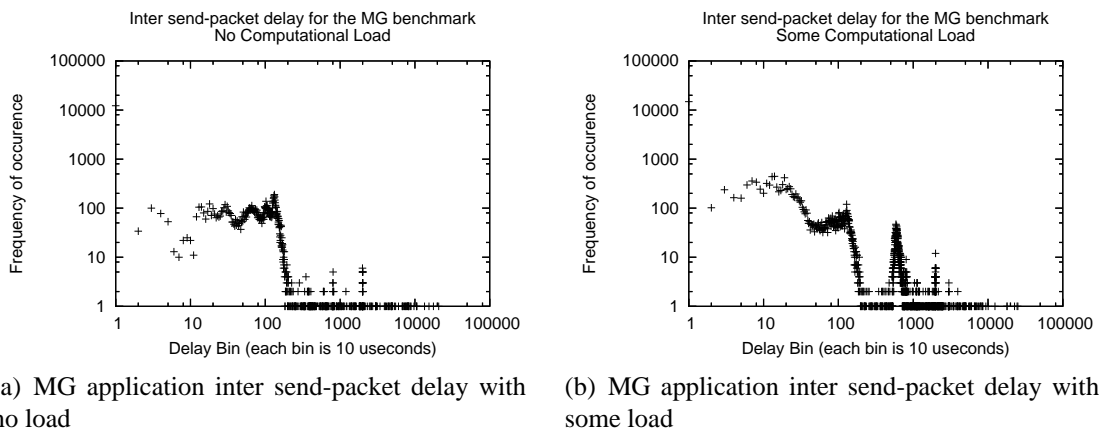 Inter send-packet delay for the MG benchmark
No Computational Load
100000
10000
1000
100
10
1
Frequency of occurence
1 10 100 1000 10000 100000
Delay Bin (each bin is 10 useconds)
a) MG application inter send-packet delay with
no load
Inter send-packet delay for the MG benchmark
Some Computational Load
100000
10000
1000
100
10
1
Frequency of occurence
1 10 100 1000 10000 100000
Delay Bin (each bin is 10 useconds)
(b) MG application inter send-packet delay with
some load